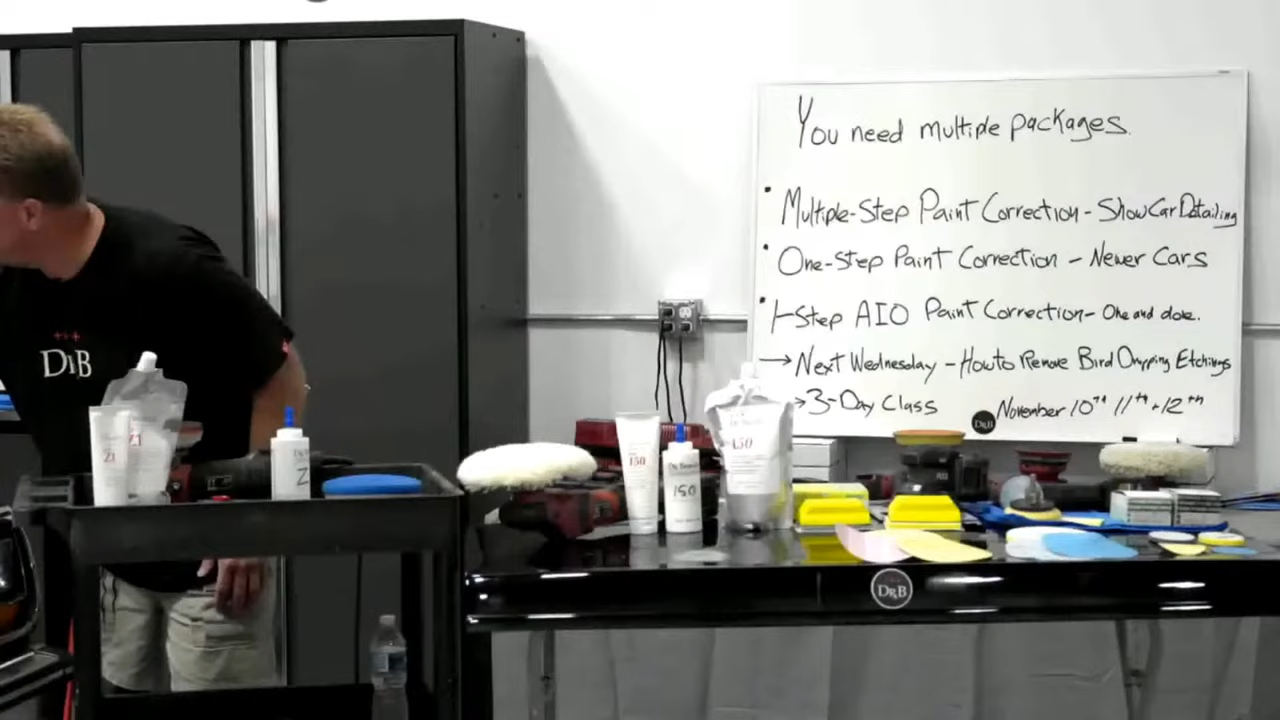 You need multiple packages.
• Multiple-Step Paint Correction - Show Car Detailing
• One-Step Paint Correction - Newer Cars
• 1-Step AIO Paint Correction - One and done.
→ Next Wednesday - How to Remove Bird Dropping Etchings
→ 3-Day Class
DRB
November 10th 11th + 12th
DRB
Z1
Z1
Z
150
150
150
DRB